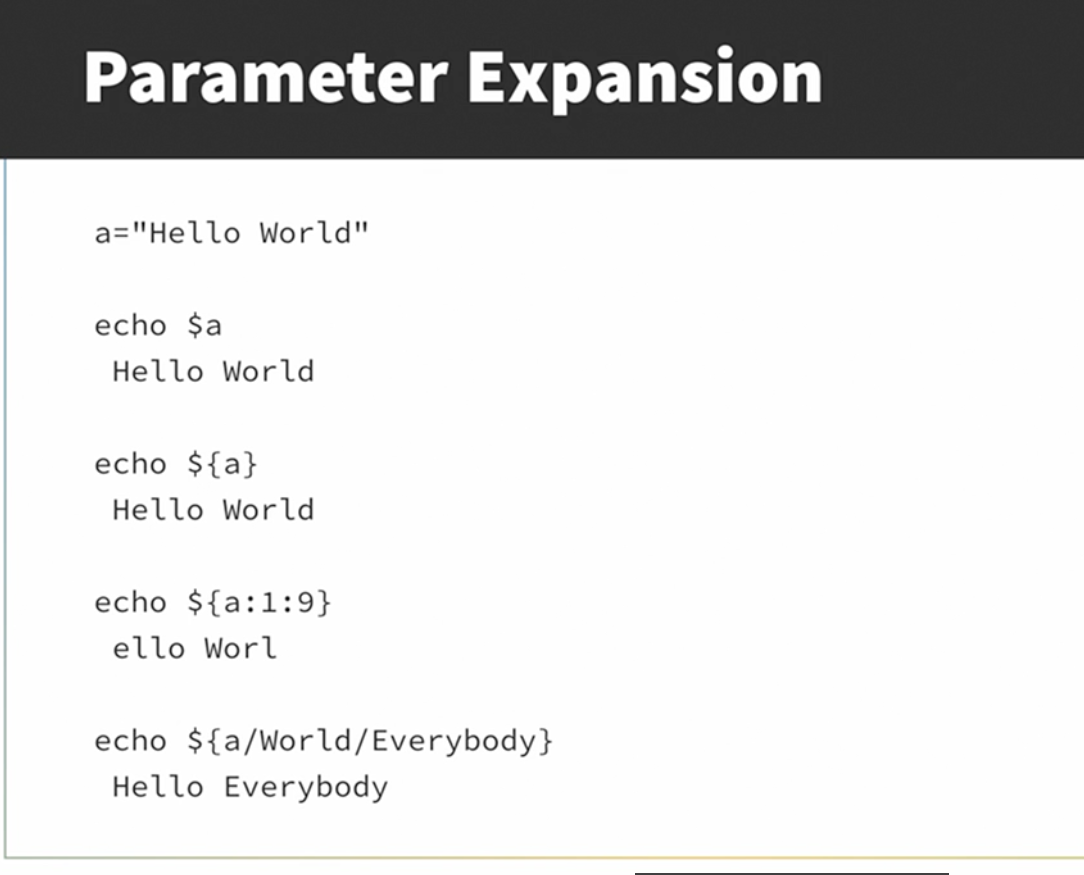 Parameter Expansion
a="Hello World"
echo $a
Hello World
echo ${a}
Hello World
echo ${a:1:9}
ello Worl
echo ${a/World/Everybody}
Hello Everybody